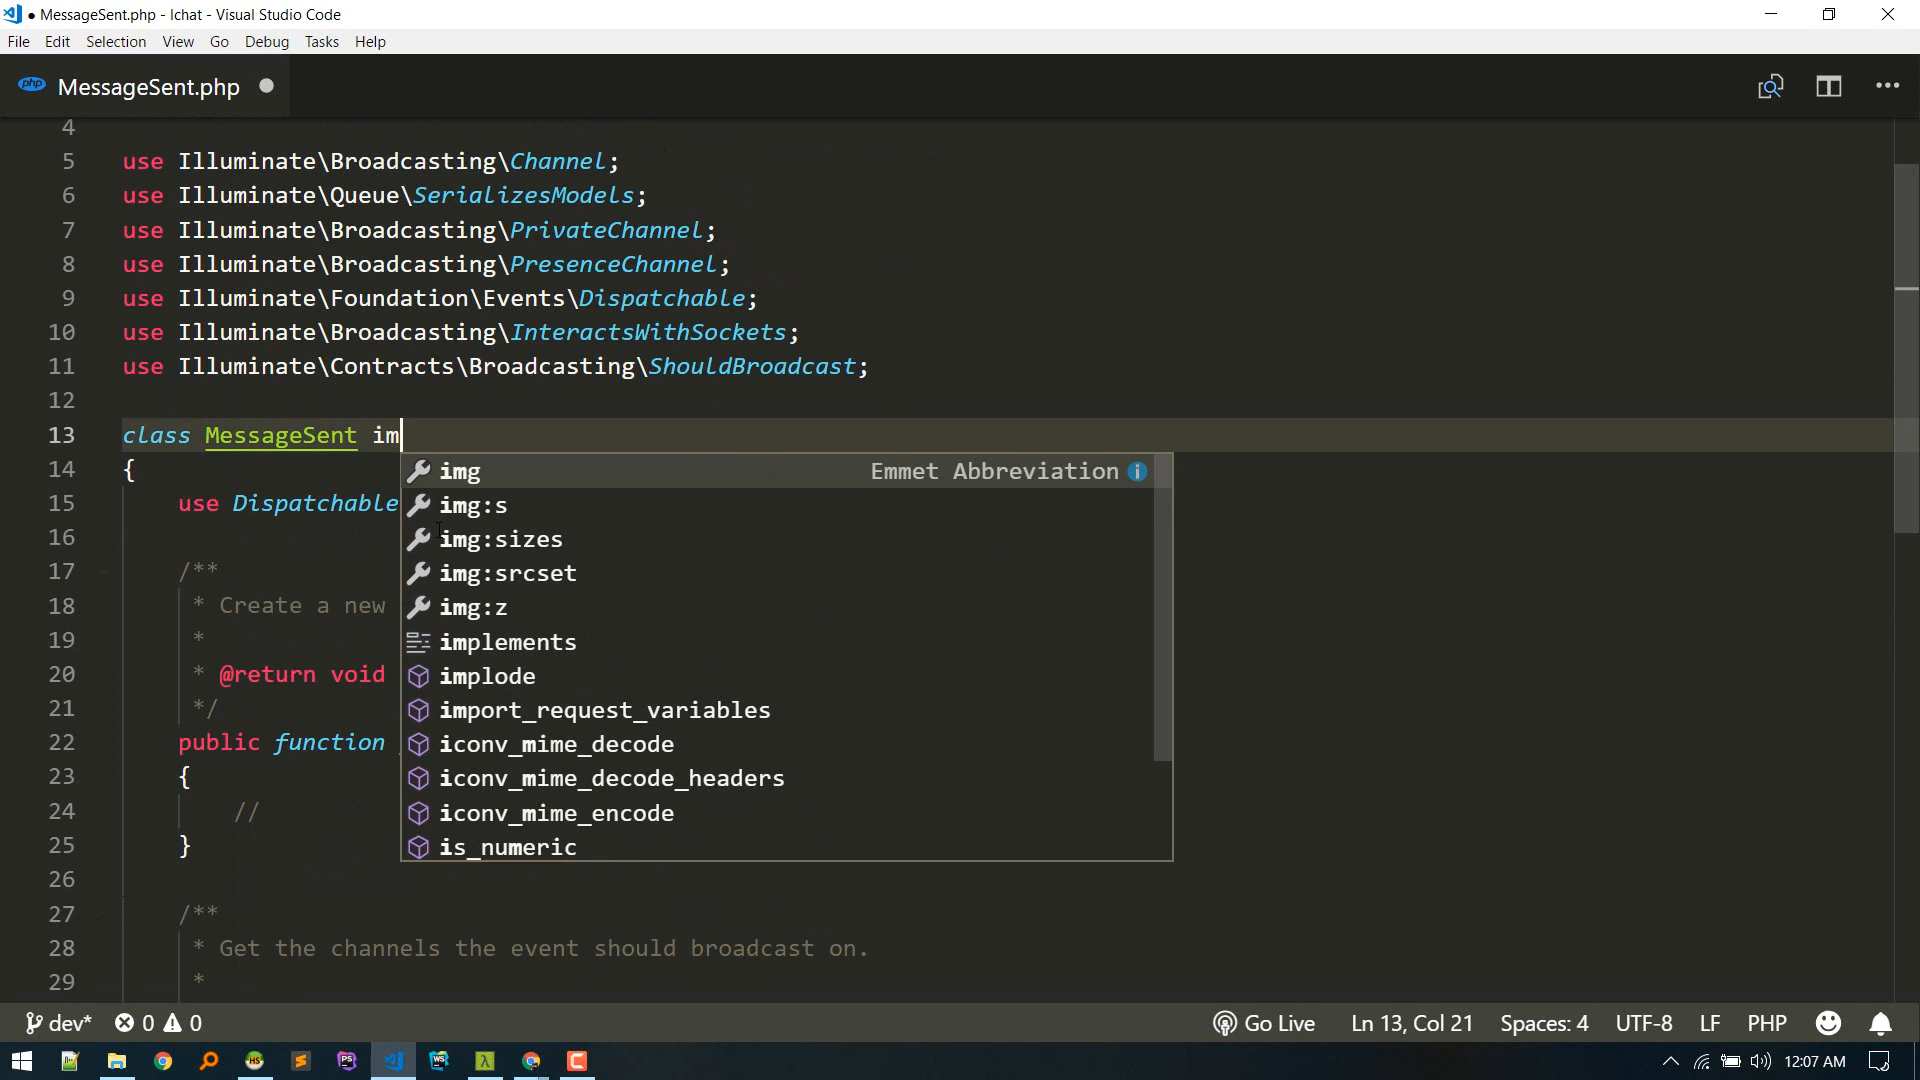 ● MessageSent.php - lchat - Visual Studio Code
File Edit Selection View Go Debug Tasks Help
php MessageSent.php
4
5 use Illuminate\Broadcasting\Channel;
6 use Illuminate\Queue\SerializesModels;
7 use Illuminate\Broadcasting\PrivateChannel;
8 use Illuminate\Broadcasting\PresenceChannel;
9 use Illuminate\Foundation\Events\Dispatchable;
10 use Illuminate\Broadcasting\InteractsWithSockets;
11 use Illuminate\Contracts\Broadcasting\ShouldBroadcast;
12
13 class MessageSent im
14 {
img Emmet Abbreviation
15 use Dispatchable
img:s
16
img:sizes
17 /**
img:srcset
18 * Create a new
img:z
19 *
implements
20 * @return void
implode
21 */
import_request_variables
22 public function
iconv_mime_decode
23 {
iconv_mime_decode_headers
24 //
iconv_mime_encode
25 }
is_numeric
26
27 /**
28 * Get the channels the event should broadcast on.
29 *
dev* 0 0 Go Live Ln 13, Col 21 Spaces: 4 UTF-8 LF PHP
HS PS WS λ C 12:07 AM